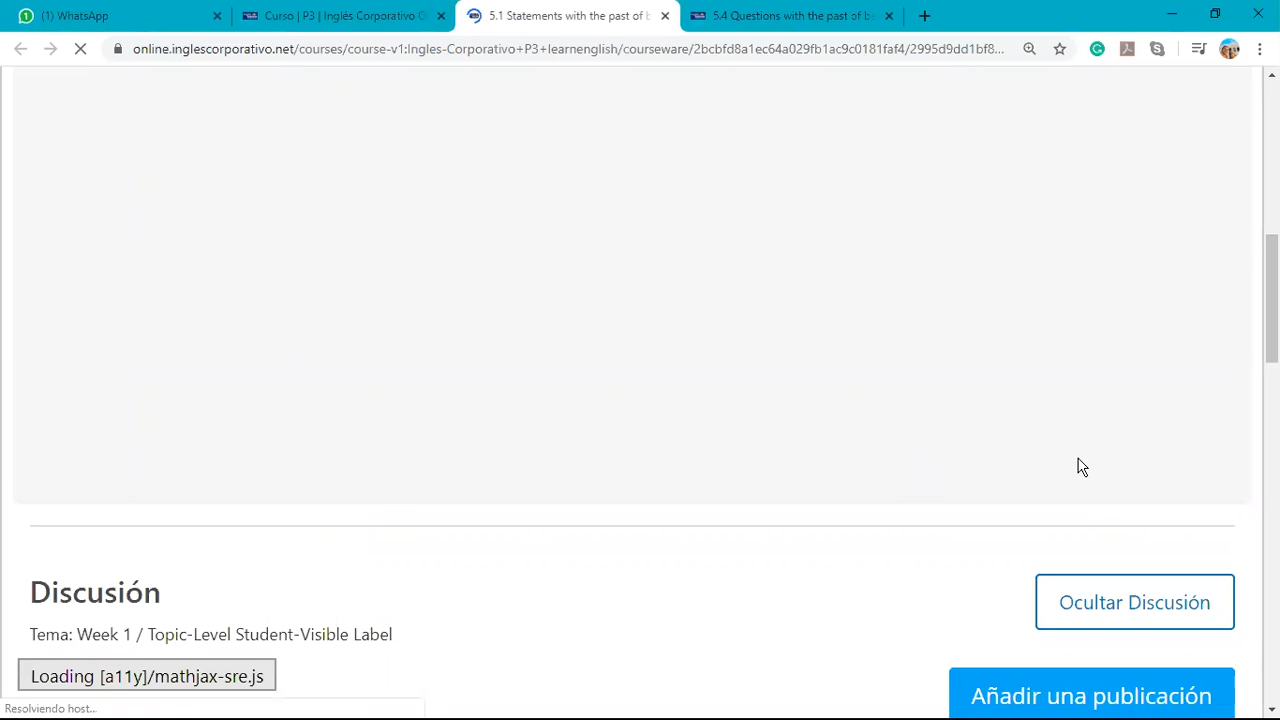 (1) WhatsApp
Curso | P3 | Inglés Corporativo O
5.1 Statements with the past of b
5.4 Questions with the past of be
online.inglescorporativo.net/courses/course-v1:Ingles-Corporativo+P3+learnenglish/courseware/2bcbfd8a1ec64a029fb1ac9c0181faf4/2995d9dd1bf8...
Discusión
Ocultar Discusión
Tema: Week 1 / Topic-Level Student-Visible Label
Loading [a11y]/mathjax-sre.js
Añadir una publicación
Resolviendo host...